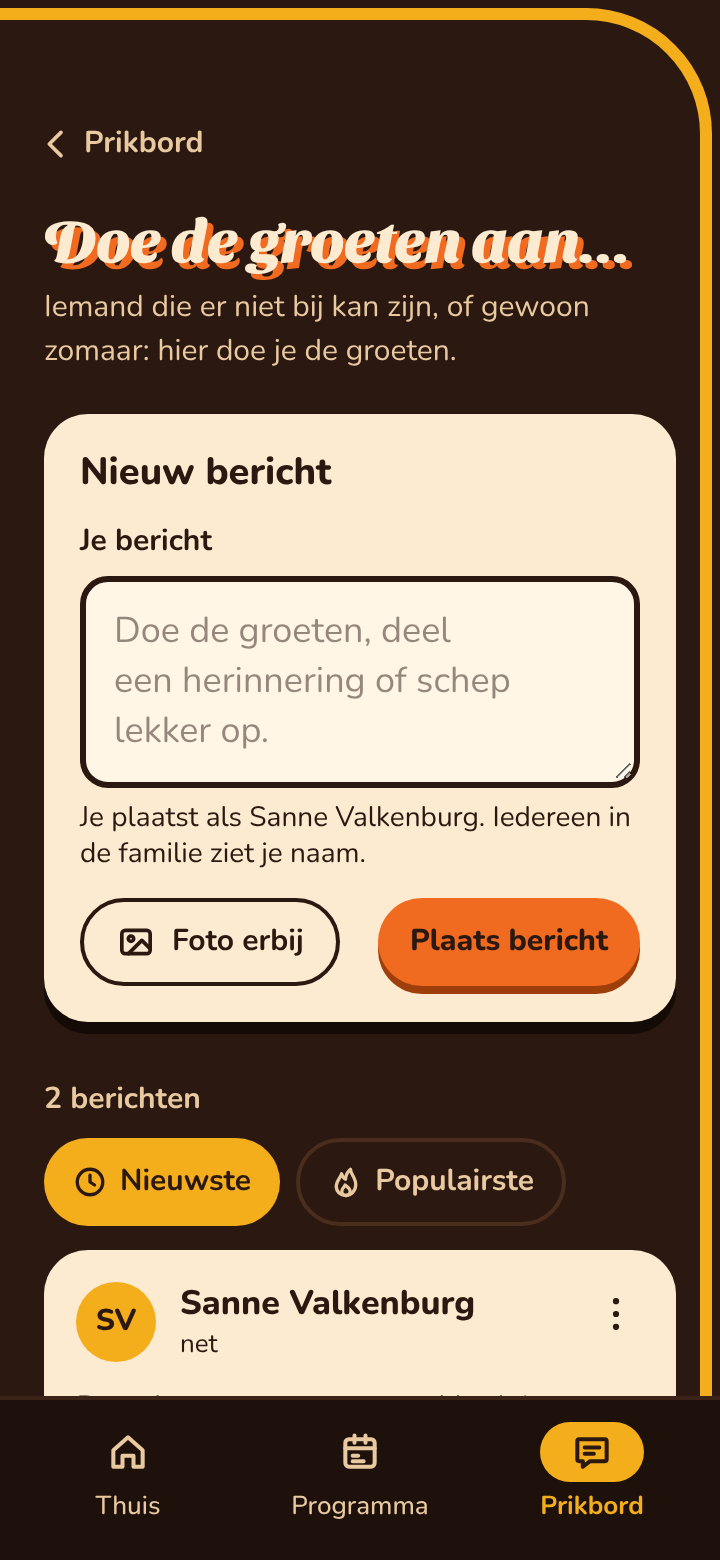 Prikbord
Doe de groeten aan...
Iemand die er niet bij kan zijn, of gewoon
zomaar: hier doe je de groeten.
Nieuw bericht
Je bericht
Doe de groeten, deel
een herinnering of schep
lekker op.
Je plaatst als Sanne Valkenburg. Iedereen in
de familie ziet je naam.
Foto erbij
Plaats bericht
2 berichten
Nieuwste
Populairste
SV
Sanne Valkenburg
net
Thuis
Programma
Prikbord